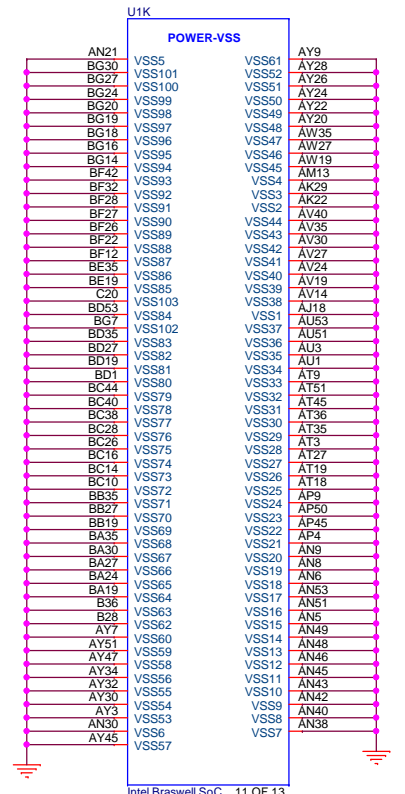 U1K
POWER-VSS
AN21 VSS5 VSS61 AY9
BG30 VSS101 VSS52 AY28
BG27 VSS100 VSS51 AY26
BG24 VSS99 VSS50 AY24
BG20 VSS98 VSS49 AY22
BG19 VSS97 VSS48 AY20
BG18 VSS96 VSS47 AW35
BG16 VSS95 VSS46 AW27
BG14 VSS94 VSS45 AW19
BF42 VSS93 VSS4 AM13
BF32 VSS92 VSS3 AK29
BF28 VSS91 VSS2 AK22
BF27 VSS90 VSS44 AV40
BF26 VSS89 VSS43 AV35
BF22 VSS88 VSS42 AV30
BF12 VSS87 VSS41 AV27
BE35 VSS86 VSS40 AV24
BE19 VSS85 VSS39 AV19
C20 VSS103 VSS38 AV14
BD53 VSS84 VSS1 AJ18
BG7 VSS102 VSS37 AU53
BD35 VSS83 VSS36 AU51
BD27 VSS82 VSS35 AU3
BD19 VSS81 VSS34 AU1
BD1 VSS80 VSS33 AT9
BC44 VSS79 VSS32 AT51
BC40 VSS78 VSS31 AT45
BC38 VSS77 VSS30 AT36
BC28 VSS76 VSS29 AT35
BC26 VSS75 VSS28 AT3
BC16 VSS74 VSS27 AT27
BC14 VSS73 VSS26 AT19
BC10 VSS72 VSS25 AT18
BB35 VSS71 VSS24 AP9
BB27 VSS70 VSS23 AP50
BB19 VSS69 VSS22 AP45
BA35 VSS68 VSS21 AP4
BA30 VSS67 VSS20 AN9
BA27 VSS66 VSS19 AN8
BA24 VSS65 VSS18 AN6
BA19 VSS64 VSS17 AN53
B36 VSS63 VSS16 AN51
B28 VSS62 VSS15 AN5
AY7 VSS60 VSS14 AN49
AY51 VSS59 VSS13 AN48
AY47 VSS58 VSS12 AN46
AY34 VSS56 VSS11 AN45
AY32 VSS55 VSS10 AN43
AY30 VSS54 VSS9 AN42
AY3 VSS53 VSS8 AN40
AN30 VSS6 VSS7 AN38
AY45 VSS57
Intel Braswell SoC 11 OF 13